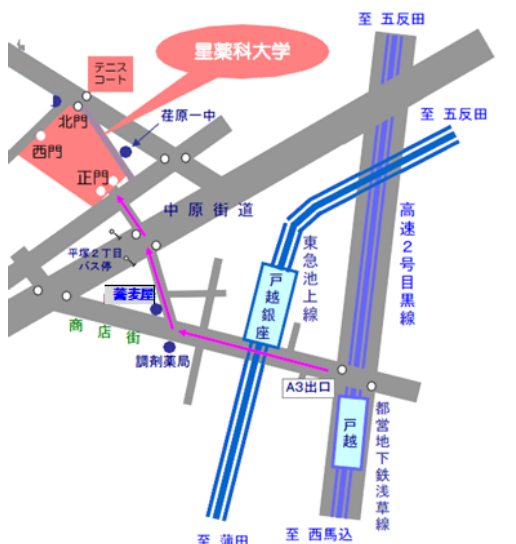 至 五反田
星薬科大学
テニス
コート
至 五反田
北門
荏原一中
西門
正門
中原街道
高速2号目黒線
東急池上線
平塚2丁目
バス停
戸越銀座
蕎麦屋
商店街
調剤薬局
A3出口
戸越
都営地下鉄浅草線
至 蒲田
至 西馬込